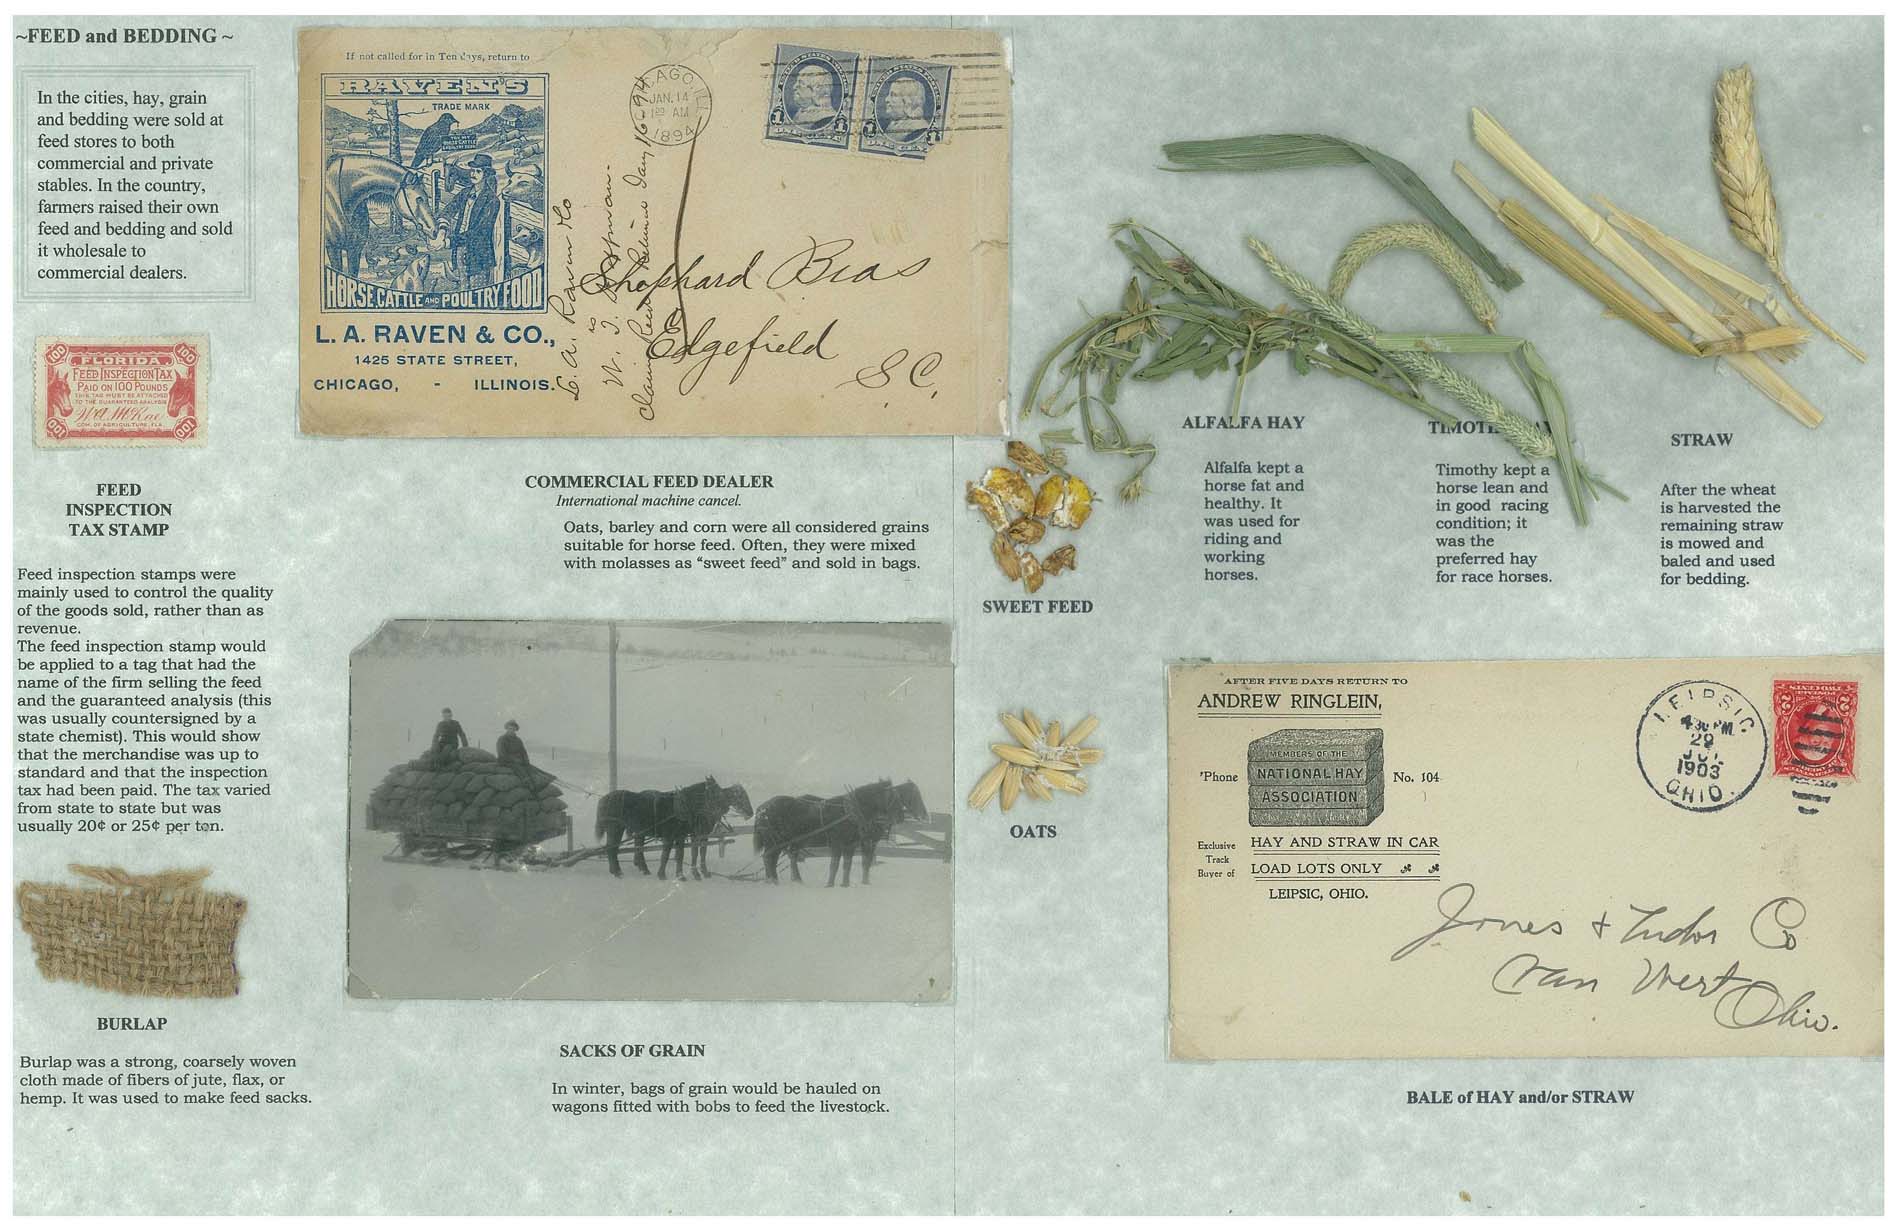 ~FEED and BEDDING ~
In the cities, hay, grain
and bedding were sold at
feed stores to both
commercial and private
stables. In the country,
farmers raised their own
feed and bedding and sold
it wholesale to
commercial dealers.
100 100
FLORIDA
FEED INSPECTION TAX
PAID ON 100 POUNDS
THIS TAG MUST BE ATTACHED
TO THE GUARANTEED ANALYSIS
COM. OF AGRICULTURE, FLA.
100 100
FEED
INSPECTION
TAX STAMP
Feed inspection stamps were
mainly used to control the quality
of the goods sold, rather than as
revenue.
The feed inspection stamp would
be applied to a tag that had the
name of the firm selling the feed
and the guaranteed analysis (this
was usually countersigned by a
state chemist). This would show
that the merchandise was up to
standard and that the inspection
tax had been paid. The tax varied
from state to state but was
usually 20¢ or 25¢ per ton.
BURLAP
Burlap was a strong, coarsely woven
cloth made of fibers of jute, flax, or
hemp. It was used to make feed sacks.
If not called for in Ten days, return to
RAVEN'S
TRADE MARK
HORSE, CATTLE AND POULTRY FOOD
L. A. RAVEN & CO.,
1425 STATE STREET,
CHICAGO, - ILLINOIS.
CAGO, ILL
JAN. 14
AM
1894
1 1
ONE CENT
1 1
L. A. Raven Co
Shephard Bros
Edgefield
S.C.
COMMERCIAL FEED DEALER
International machine cancel.
Oats, barley and corn were all considered grains
suitable for horse feed. Often, they were mixed
with molasses as “sweet feed” and sold in bags.
SACKS OF GRAIN
In winter, bags of grain would be hauled on
wagons fitted with bobs to feed the livestock.
SWEET FEED
OATS
ALFALFA HAY
Alfalfa kept a
horse fat and
healthy. It
was used for
riding and
working
horses.
Timothy kept a
horse lean and
in good racing
condition; it
was the
preferred hay
for race horses.
STRAW
After the wheat
is harvested the
remaining straw
is mowed and
baled and used
for bedding.
AFTER FIVE DAYS RETURN TO
ANDREW RINGLEIN,
MEMBERS OF THE
NATIONAL HAY
ASSOCIATION
'Phone No. 104
Exclusive
Track
Buyer of
HAY AND STRAW IN CAR
LOAD LOTS ONLY
LEIPSIC, OHIO.
LEIPSIC
4-30 PM
29
1903
OHIO.
2 2
Jones & Tudor Co
Van Wert
Ohio.
BALE of HAY and/or STRAW